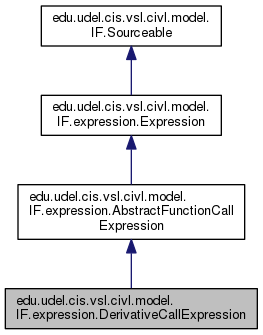 edu.udel.cis.vsl.civl.model.
IF.Sourceable
edu.udel.cis.vsl.civl.model.
IF.expression.Expression
edu.udel.cis.vsl.civl.model.
IF.expression.AbstractFunctionCall
Expression
edu.udel.cis.vsl.civl.model.
IF.expression.DerivativeCallExpression